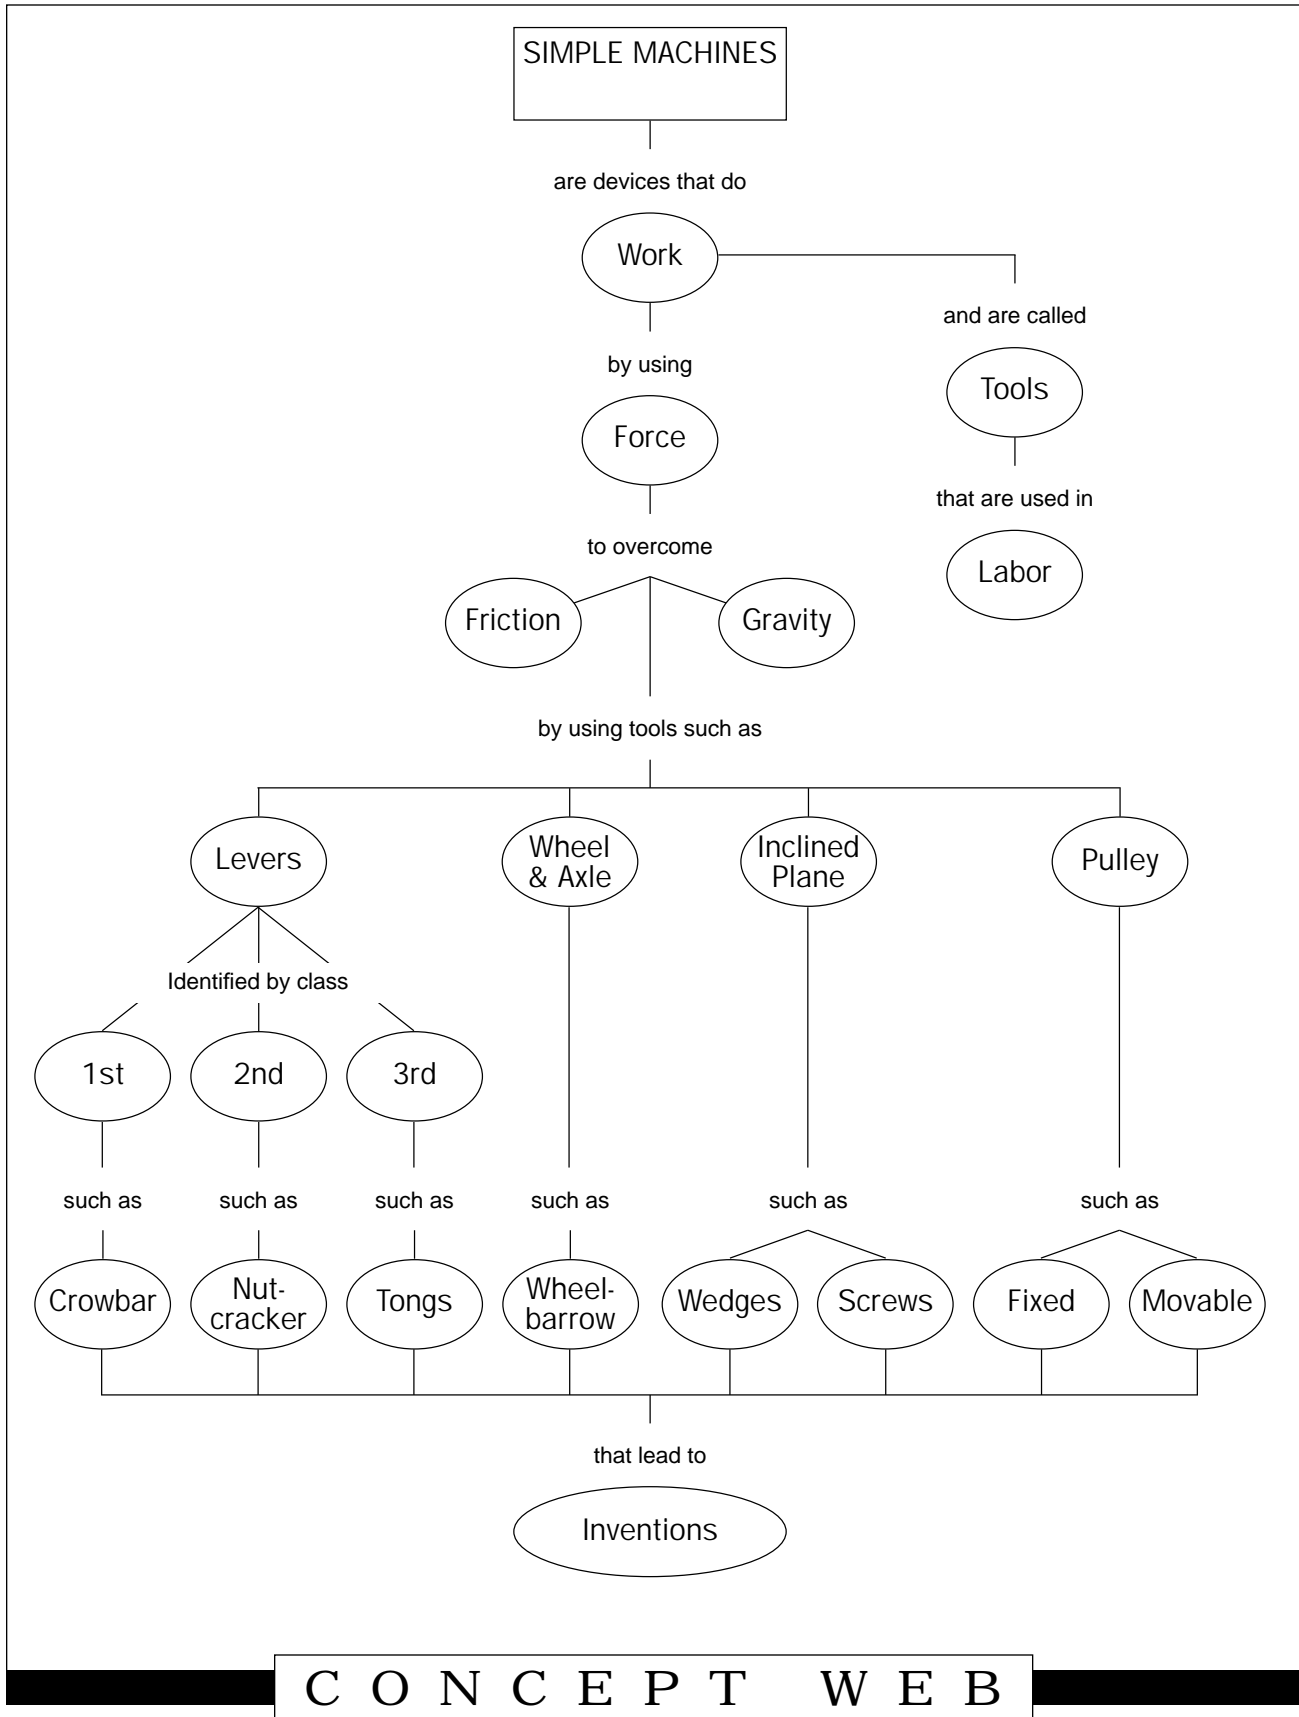 SIMPLE MACHINES
are devices that do
Work
and are called
by using
Tools
Force
that are used in
to overcome
Labor
Friction
Gravity
by using tools such as
Levers
Wheel
& Axle
Inclined
Plane
Pulley
Identified by class
1st
2nd
3rd
such as
such as
such as
such as
such as
such as
Crowbar
Nut-
cracker
Tongs
Wheel-
barrow
Wedges
Screws
Fixed
Movable
that lead to
Inventions
CONCEPT WEB